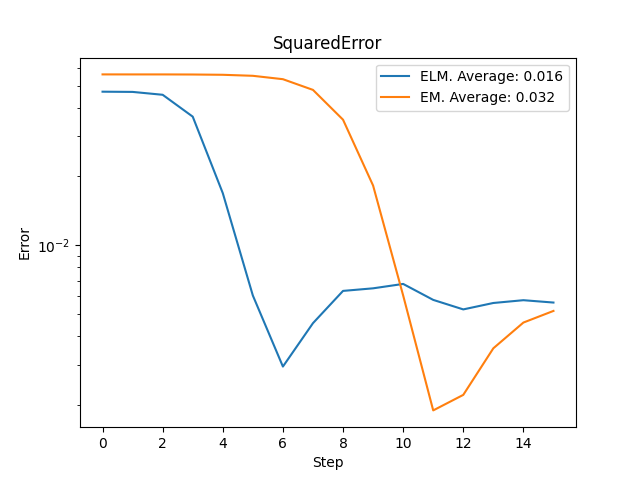 SquaredError
ELM. Average: 0.016
EM. Average: 0.032
Error
10⁻²
0 2 4 6 8 10 12 14
Step